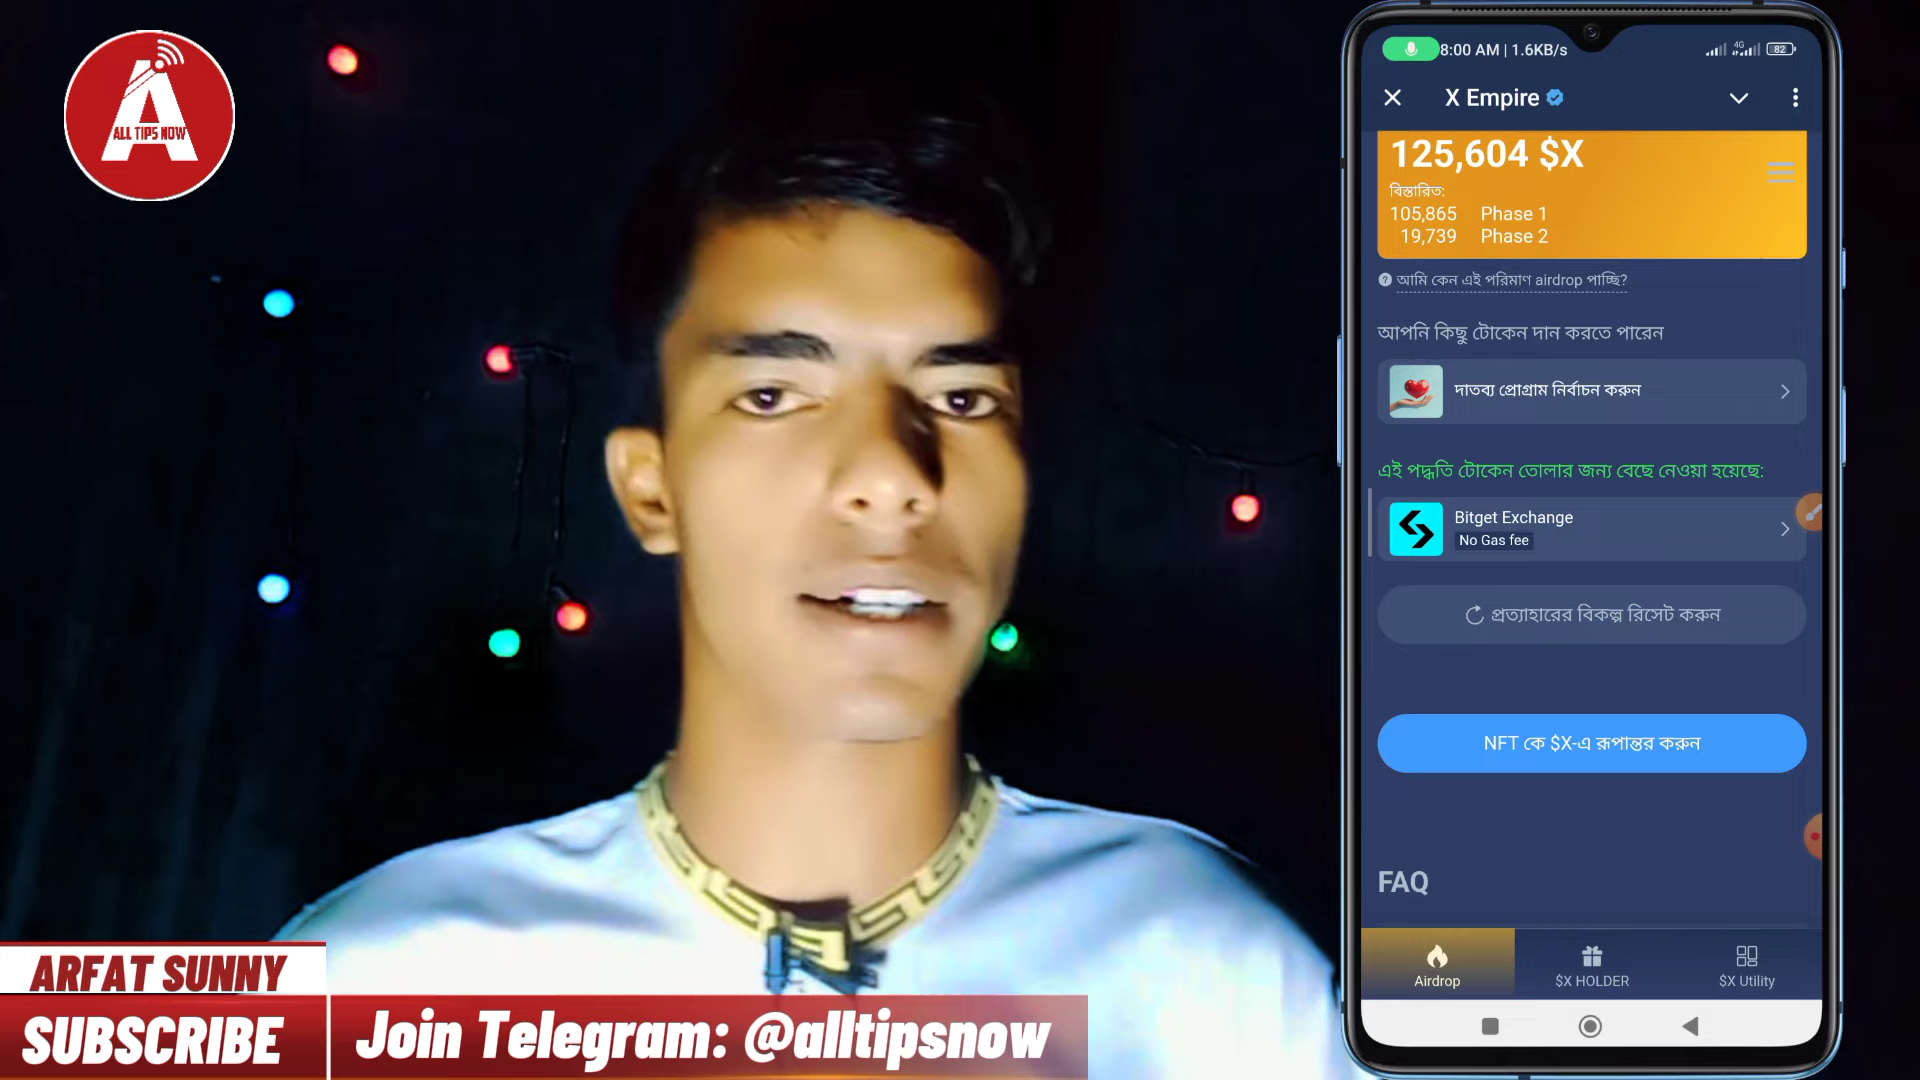 A
ALL TIPS NOW
ARFAT SUNNY
SUBSCRIBE
Join Telegram: @alltipsnow
8:00 AM | 1.6KB/s
4G
82
X Empire
125,604 $X
বিস্তারিত:
105,865 Phase 1
19,739 Phase 2
আমি কেন এই পরিমাণ airdrop পাচ্ছি?
আপনি কিছু টোকেন দান করতে পারেন
দাতব্য প্রোগ্রাম নির্বাচন করুন
এই পদ্ধতি টোকেন তোলার জন্য বেছে নেওয়া হয়েছে:
Bitget Exchange
No Gas fee
প্রত্যাহারের বিকল্প রিসেট করুন
NFT কে $X-এ রূপান্তর করুন
FAQ
Airdrop
$X HOLDER
$X Utility